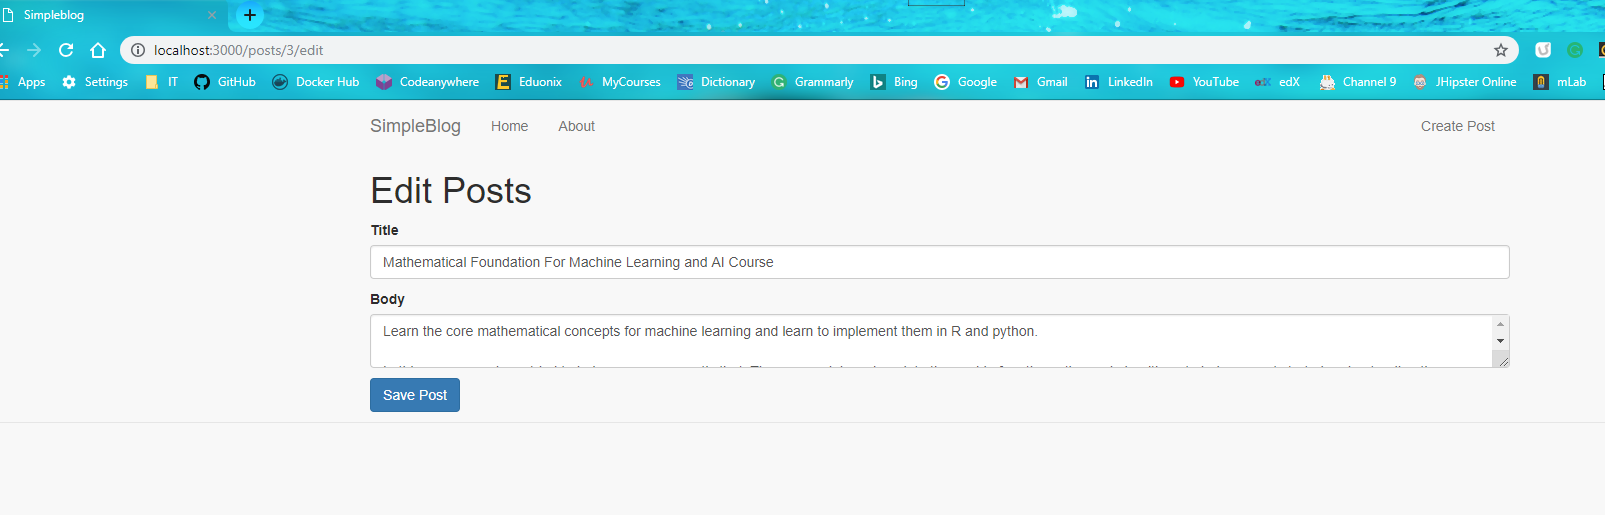 Simpleblog
localhost:3000/posts/3/edit
Apps Settings IT GitHub Docker Hub Codeanywhere Eduonix MyCourses Dictionary Grammarly Bing Google Gmail LinkedIn YouTube edX Channel 9 JHipster Online mLab
SimpleBlog Home About Create Post
Edit Posts
Title
Mathematical Foundation For Machine Learning and AI Course
Body
Learn the core mathematical concepts for machine learning and learn to implement them in R and python.
Save Post